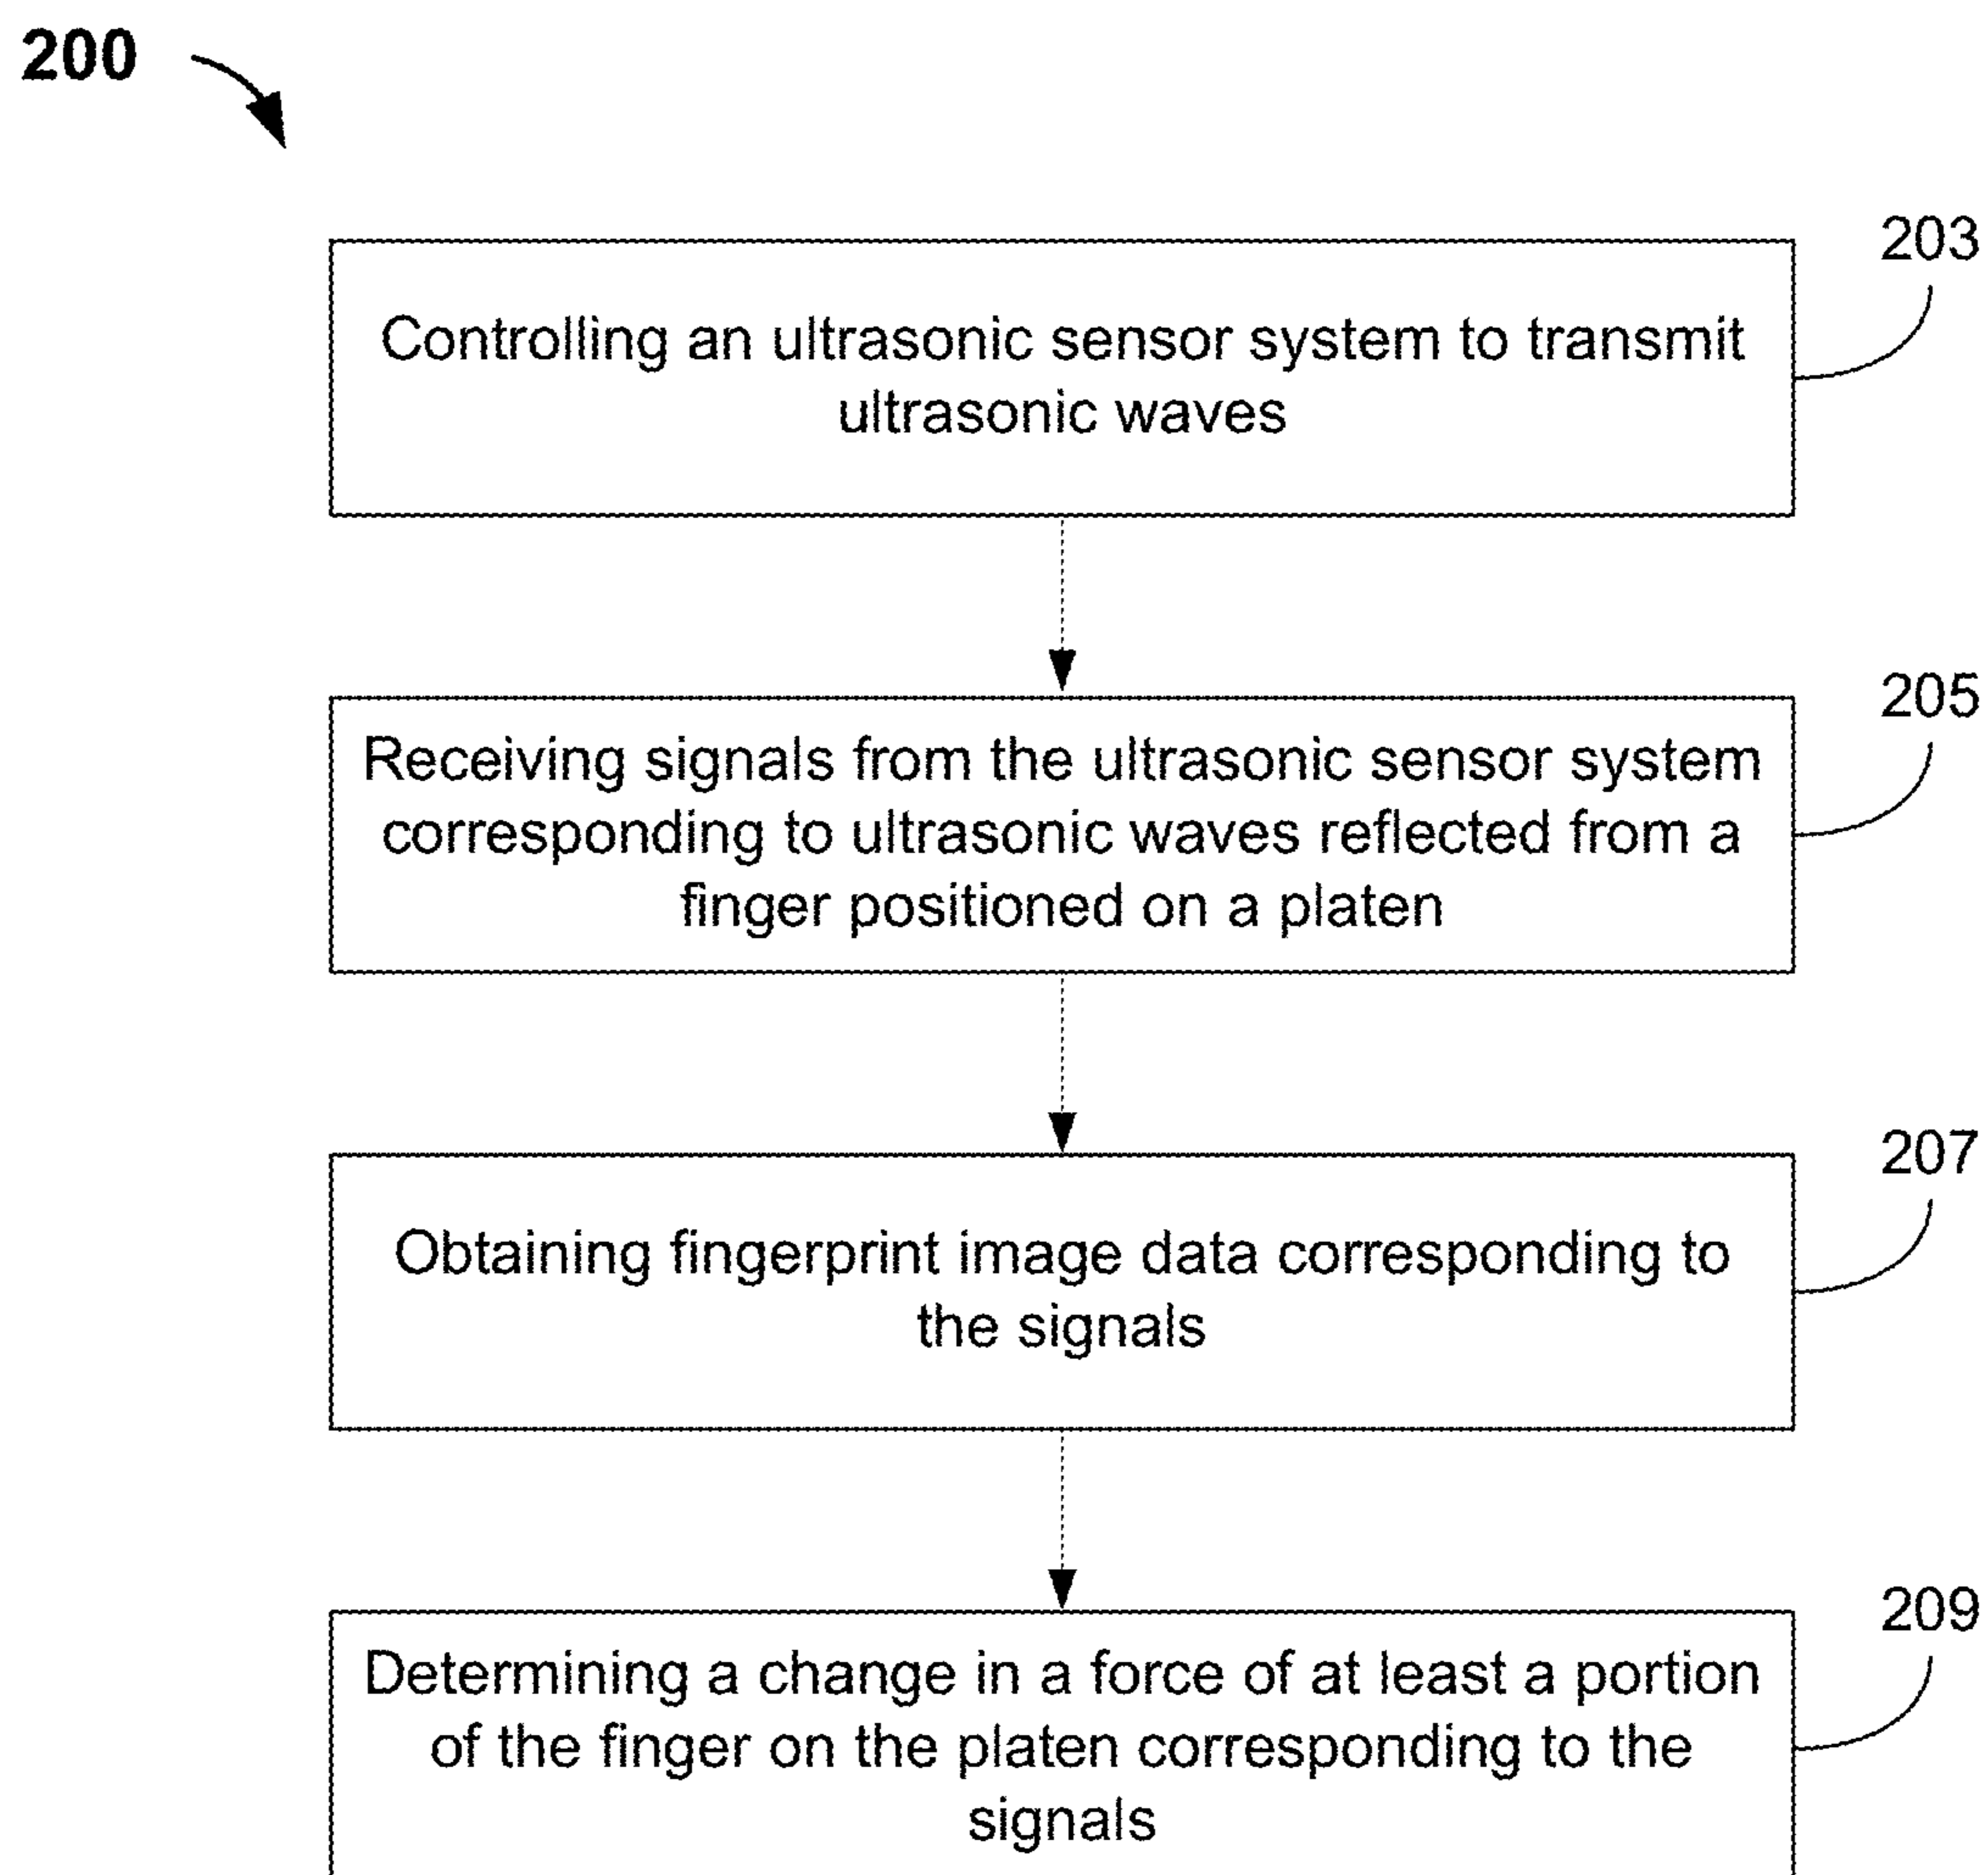 200
203
Controlling an ultrasonic sensor system to transmit
ultrasonic waves
205
Receiving signals from the ultrasonic sensor system
corresponding to ultrasonic waves reflected from a
finger positioned on a platen
207
Obtaining fingerprint image data corresponding to
the signals
209
Determining a change in a force of at least a portion
of the finger on the platen corresponding to the
signals